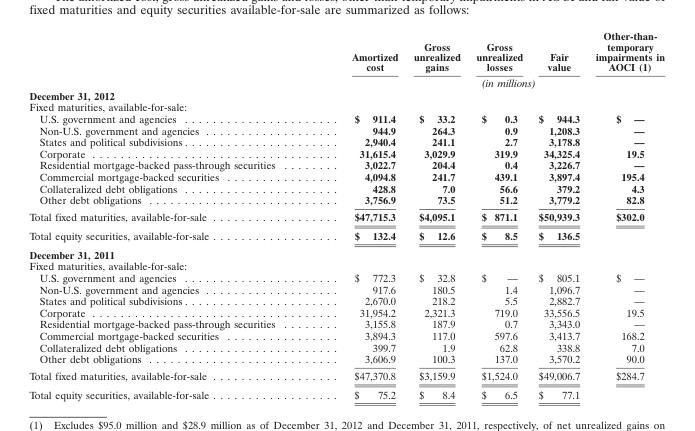 fixed maturities and equity securities available-for-sale are summarized as follows:
Amortized cost Gross unrealized gains Gross unrealized losses Fair value Other-than-temporary impairments in AOCI (1)
(in millions)
December 31, 2012
Fixed maturities, available-for-sale:
U.S. government and agencies $ 911.4 $ 33.2 $ 0.3 $ 944.3 $ —
Non-U.S. government and agencies 944.9 264.3 0.9 1,208.3 —
States and political subdivisions 2,940.4 241.1 2.7 3,178.8 —
Corporate 31,615.4 3,029.9 319.9 34,325.4 19.5
Residential mortgage-backed pass-through securities 3,022.7 204.4 0.4 3,226.7 —
Commercial mortgage-backed securities 4,094.8 241.7 439.1 3,897.4 195.4
Collateralized debt obligations 428.8 7.0 56.6 379.2 4.3
Other debt obligations 3,756.9 73.5 51.2 3,779.2 82.8
Total fixed maturities, available-for-sale $47,715.3 $4,095.1 $ 871.1 $50,939.3 $302.0
Total equity securities, available-for-sale $ 132.4 $ 12.6 $ 8.5 $ 136.5
December 31, 2011
Fixed maturities, available-for-sale:
U.S. government and agencies $ 772.3 $ 32.8 $ — $ 805.1 $ —
Non-U.S. government and agencies 917.6 180.5 1.4 1,096.7 —
States and political subdivisions 2,670.0 218.2 5.5 2,882.7 —
Corporate 31,954.2 2,321.3 719.0 33,556.5 19.5
Residential mortgage-backed pass-through securities 3,155.8 187.9 0.7 3,343.0 —
Commercial mortgage-backed securities 3,894.3 117.0 597.6 3,413.7 168.2
Collateralized debt obligations 399.7 1.9 62.8 338.8 7.0
Other debt obligations 3,606.9 100.3 137.0 3,570.2 90.0
Total fixed maturities, available-for-sale $47,370.8 $3,159.9 $1,524.0 $49,006.7 $284.7
Total equity securities, available-for-sale $ 75.2 $ 8.4 $ 6.5 $ 77.1
(1) Excludes $95.0 million and $28.9 million as of December 31, 2012 and December 31, 2011, respectively, of net unrealized gains on